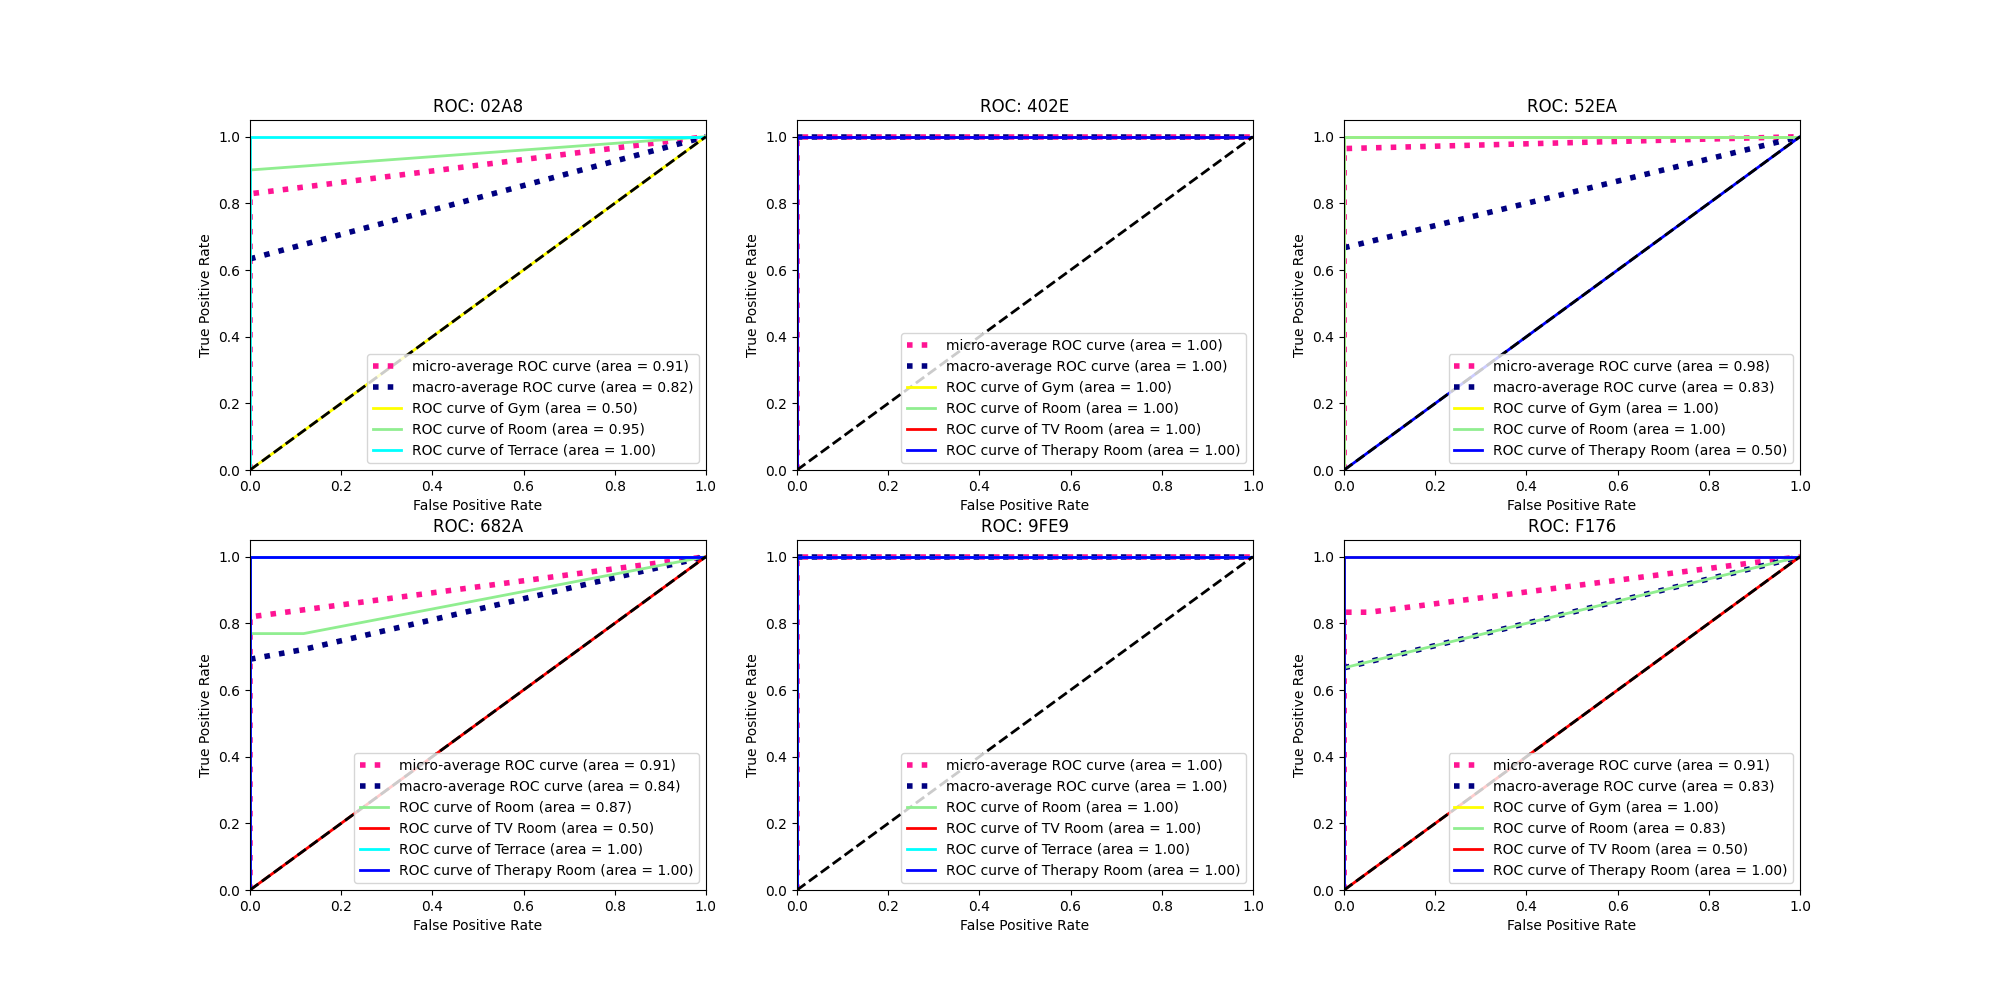 ROC: 02A8
True Positive Rate
1.0
0.8
0.6
0.4
0.2
0.0
micro-average ROC curve (area = 0.91)
macro-average ROC curve (area = 0.82)
ROC curve of Gym (area = 0.50)
ROC curve of Room (area = 0.95)
ROC curve of Terrace (area = 1.00)
0.0 0.2 0.4 0.6 0.8 1.0
False Positive Rate
ROC: 402E
True Positive Rate
1.0
0.8
0.6
0.4
0.2
0.0
micro-average ROC curve (area = 1.00)
macro-average ROC curve (area = 1.00)
ROC curve of Gym (area = 1.00)
ROC curve of Room (area = 1.00)
ROC curve of TV Room (area = 1.00)
ROC curve of Therapy Room (area = 1.00)
0.0 0.2 0.4 0.6 0.8 1.0
False Positive Rate
ROC: 52EA
True Positive Rate
1.0
0.8
0.6
0.4
0.2
0.0
micro-average ROC curve (area = 0.98)
macro-average ROC curve (area = 0.83)
ROC curve of Gym (area = 1.00)
ROC curve of Room (area = 1.00)
ROC curve of Therapy Room (area = 0.50)
0.0 0.2 0.4 0.6 0.8 1.0
False Positive Rate
ROC: 682A
True Positive Rate
1.0
0.8
0.6
0.4
0.2
0.0
micro-average ROC curve (area = 0.91)
macro-average ROC curve (area = 0.84)
ROC curve of Room (area = 0.87)
ROC curve of TV Room (area = 0.50)
ROC curve of Terrace (area = 1.00)
ROC curve of Therapy Room (area = 1.00)
0.0 0.2 0.4 0.6 0.8 1.0
False Positive Rate
ROC: 9FE9
True Positive Rate
1.0
0.8
0.6
0.4
0.2
0.0
micro-average ROC curve (area = 1.00)
macro-average ROC curve (area = 1.00)
ROC curve of Room (area = 1.00)
ROC curve of TV Room (area = 1.00)
ROC curve of Terrace (area = 1.00)
ROC curve of Therapy Room (area = 1.00)
0.0 0.2 0.4 0.6 0.8 1.0
False Positive Rate
ROC: F176
True Positive Rate
1.0
0.8
0.6
0.4
0.2
0.0
micro-average ROC curve (area = 0.91)
macro-average ROC curve (area = 0.83)
ROC curve of Gym (area = 1.00)
ROC curve of Room (area = 0.83)
ROC curve of TV Room (area = 0.50)
ROC curve of Therapy Room (area = 1.00)
0.0 0.2 0.4 0.6 0.8 1.0
False Positive Rate